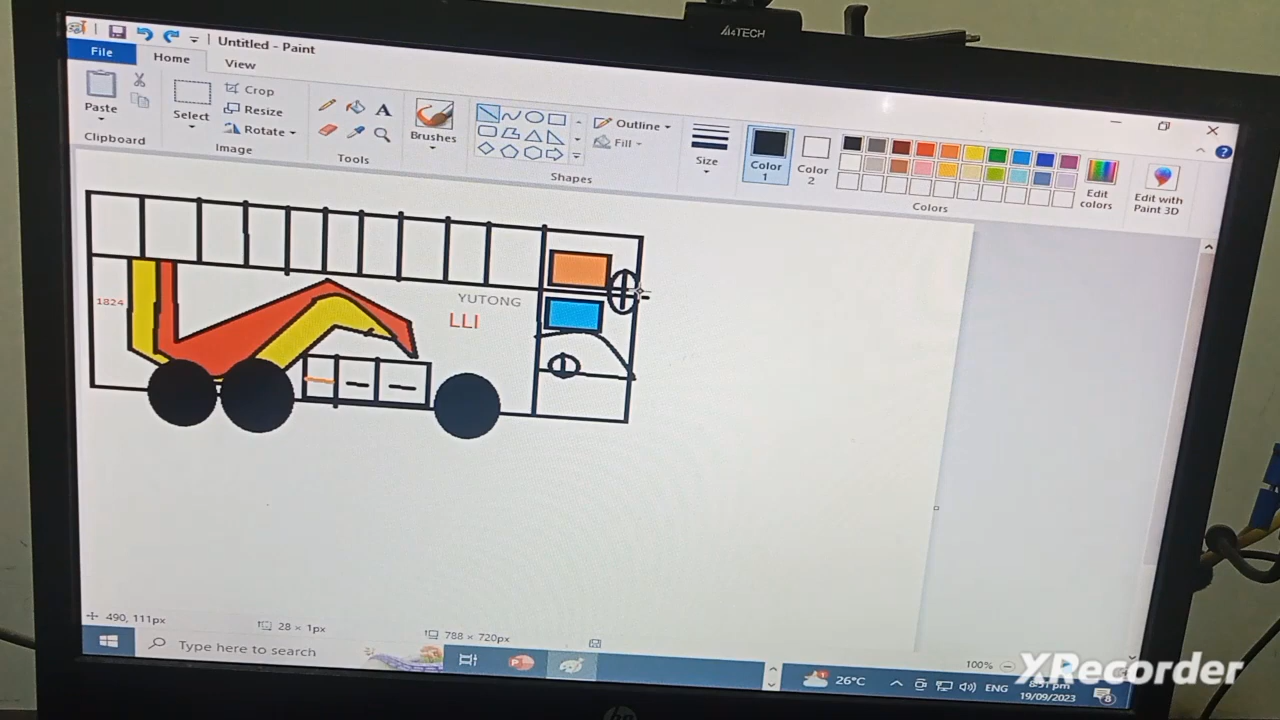 A4TECH
Untitled - Paint
File
Home
View
Paste
Clipboard
Select
Crop
Resize
Rotate
Image
A
Tools
Brushes
Outline
Fill
Shapes
Size
Color
1
Color
2
Edit
colors
Colors
Edit with
Paint 3D
1824
YUTONG
LLI
490, 111px
28 × 1px
788 × 720px
100%
Type here to search
26°C
ENG
19/09/2023
8
XRecorder
hp